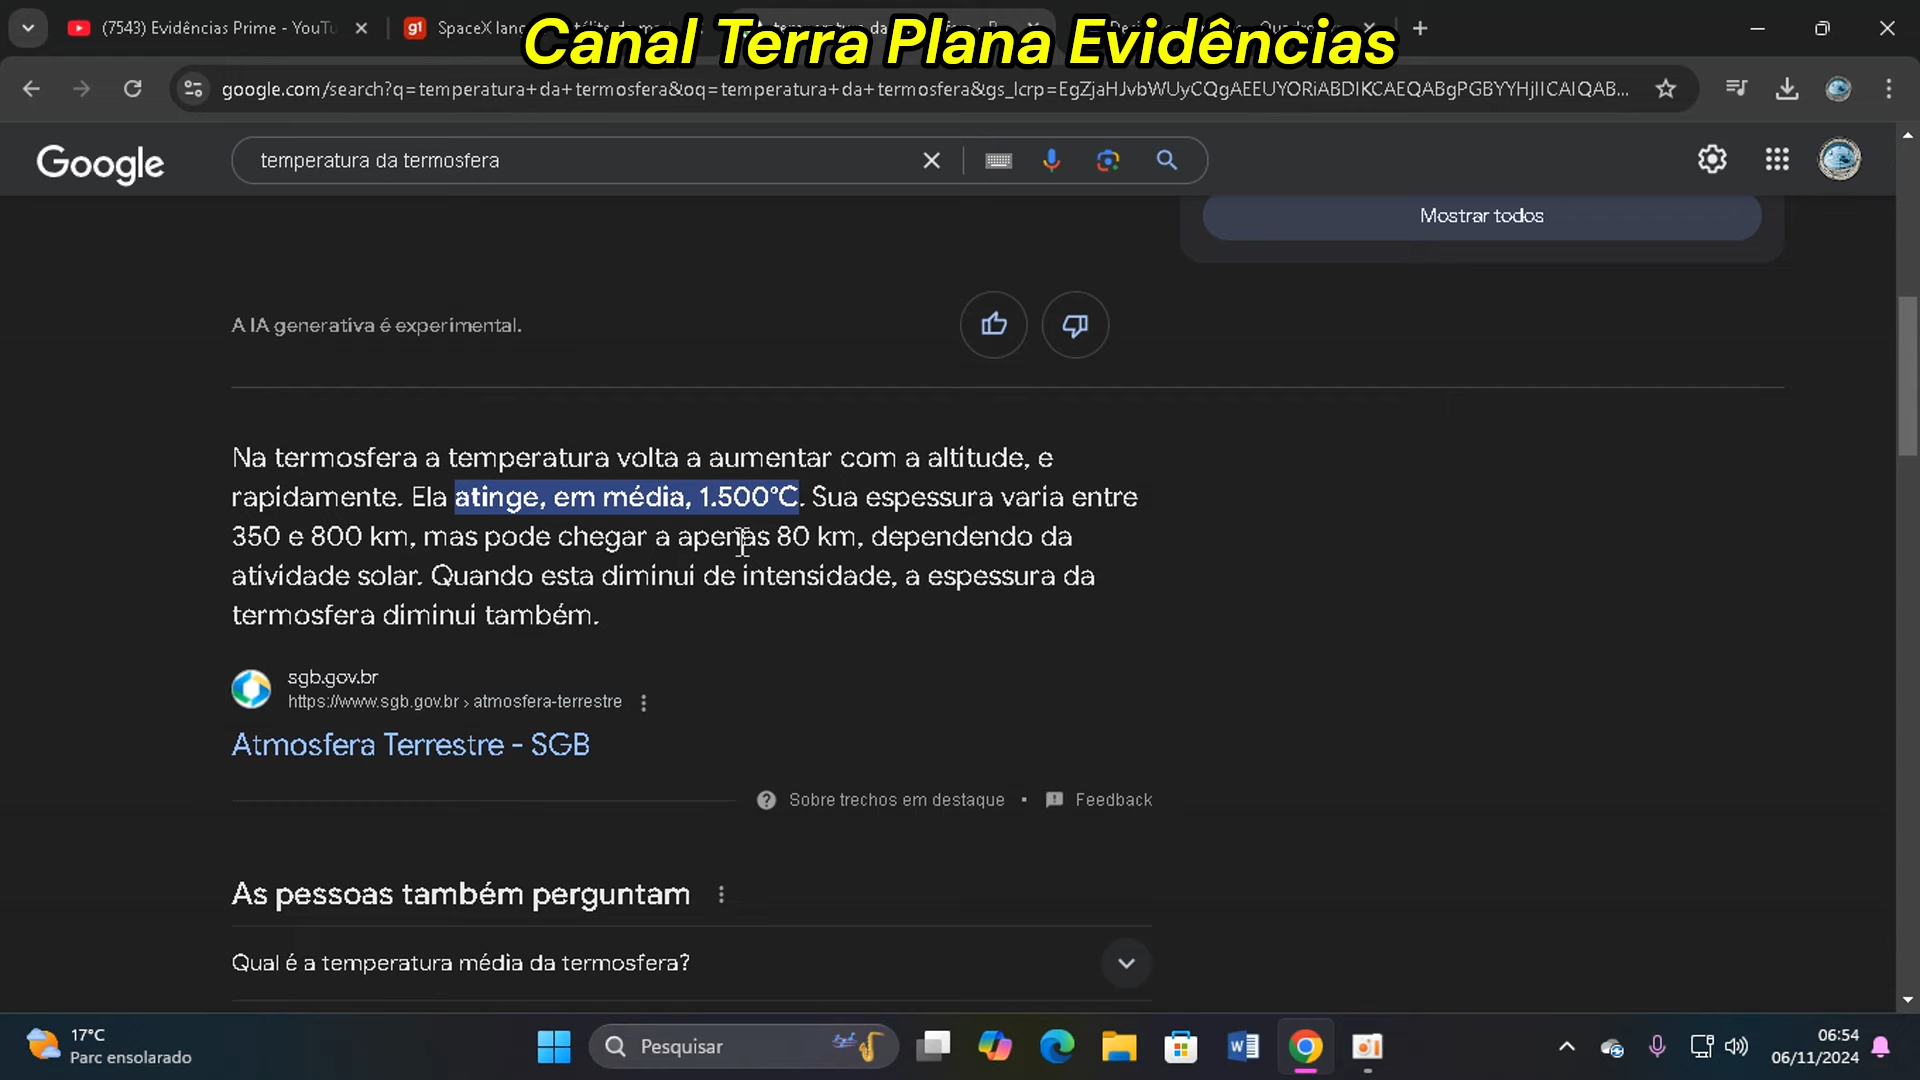 Canal Terra Plana Evidências
(7543) Evidências Prime - YouTu
g1
SpaceX lan
google.com/search?q=temperatura+da+termosfera&oq=temperatura+da+termosfera&gs_lcrp=EgZjaHJvbWUyCQgAEEUYORiABDIKCAEQABgPGBYYHjIICAIQAB...
Google
temperatura da termosfera
Mostrar todos
A IA generativa é experimental.
Na termosfera a temperatura volta a aumentar com a altitude, e
rapidamente. Ela atinge, em média, 1.500°C. Sua espessura varia entre
350 e 800 km, mas pode chegar a apenas 80 km, dependendo da
atividade solar. Quando esta diminui de intensidade, a espessura da
termosfera diminui também.
sgb.gov.br
https://www.sgb.gov.br › atmosfera-terrestre
Atmosfera Terrestre - SGB
Sobre trechos em destaque • Feedback
As pessoas também perguntam
Qual é a temperatura média da termosfera?
17°C
Parc ensolarado
Pesquisar
06:54
06/11/2024